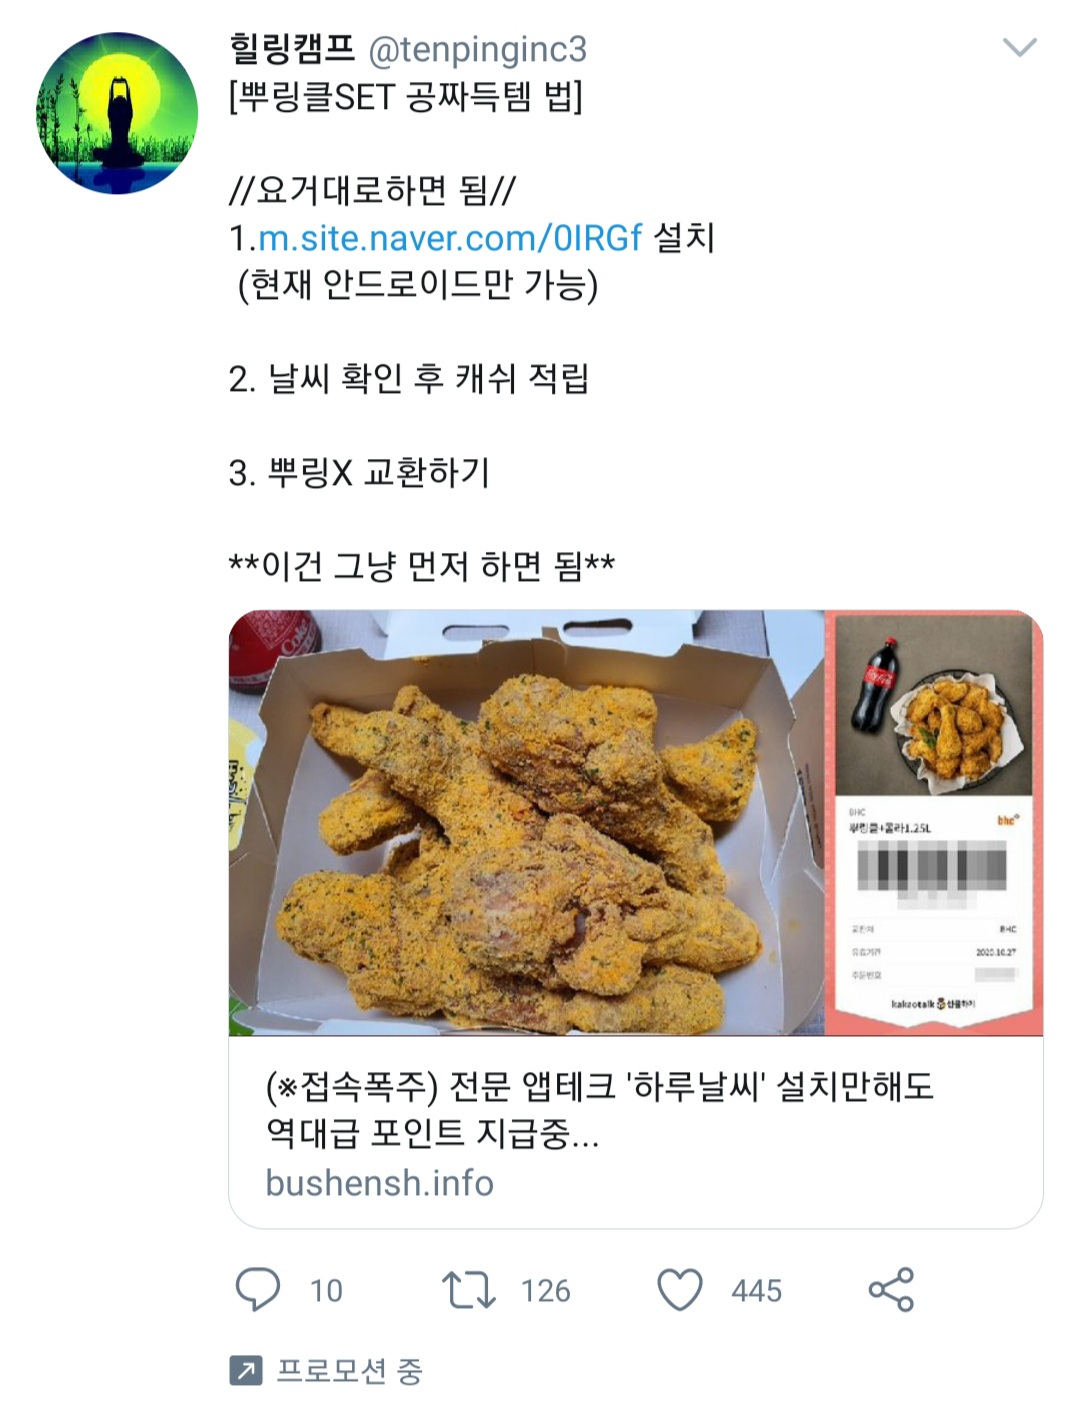 힐링캠프 @tenpinginc3
[뿌링클SET 공짜득템 법]
//요거대로하면 됨//
1.m.site.naver.com/0IRGf 설치
(현재 안드로이드만 가능)
2. 날씨 확인 후 캐쉬 적립
3. 뿌링X 교환하기
**이건 그냥 먼저 하면 됨**
Coke
Coca-Cola
BHC
bhc
뿌링클+콜라1.25L
교환처 BHC
유효기간 2020.10.27
주문번호
kakaotalk 선물하기
(※접속폭주) 전문 앱테크 '하루날씨' 설치만해도
역대급 포인트 지급중...
bushensh.info
10 126 445
프로모션 중